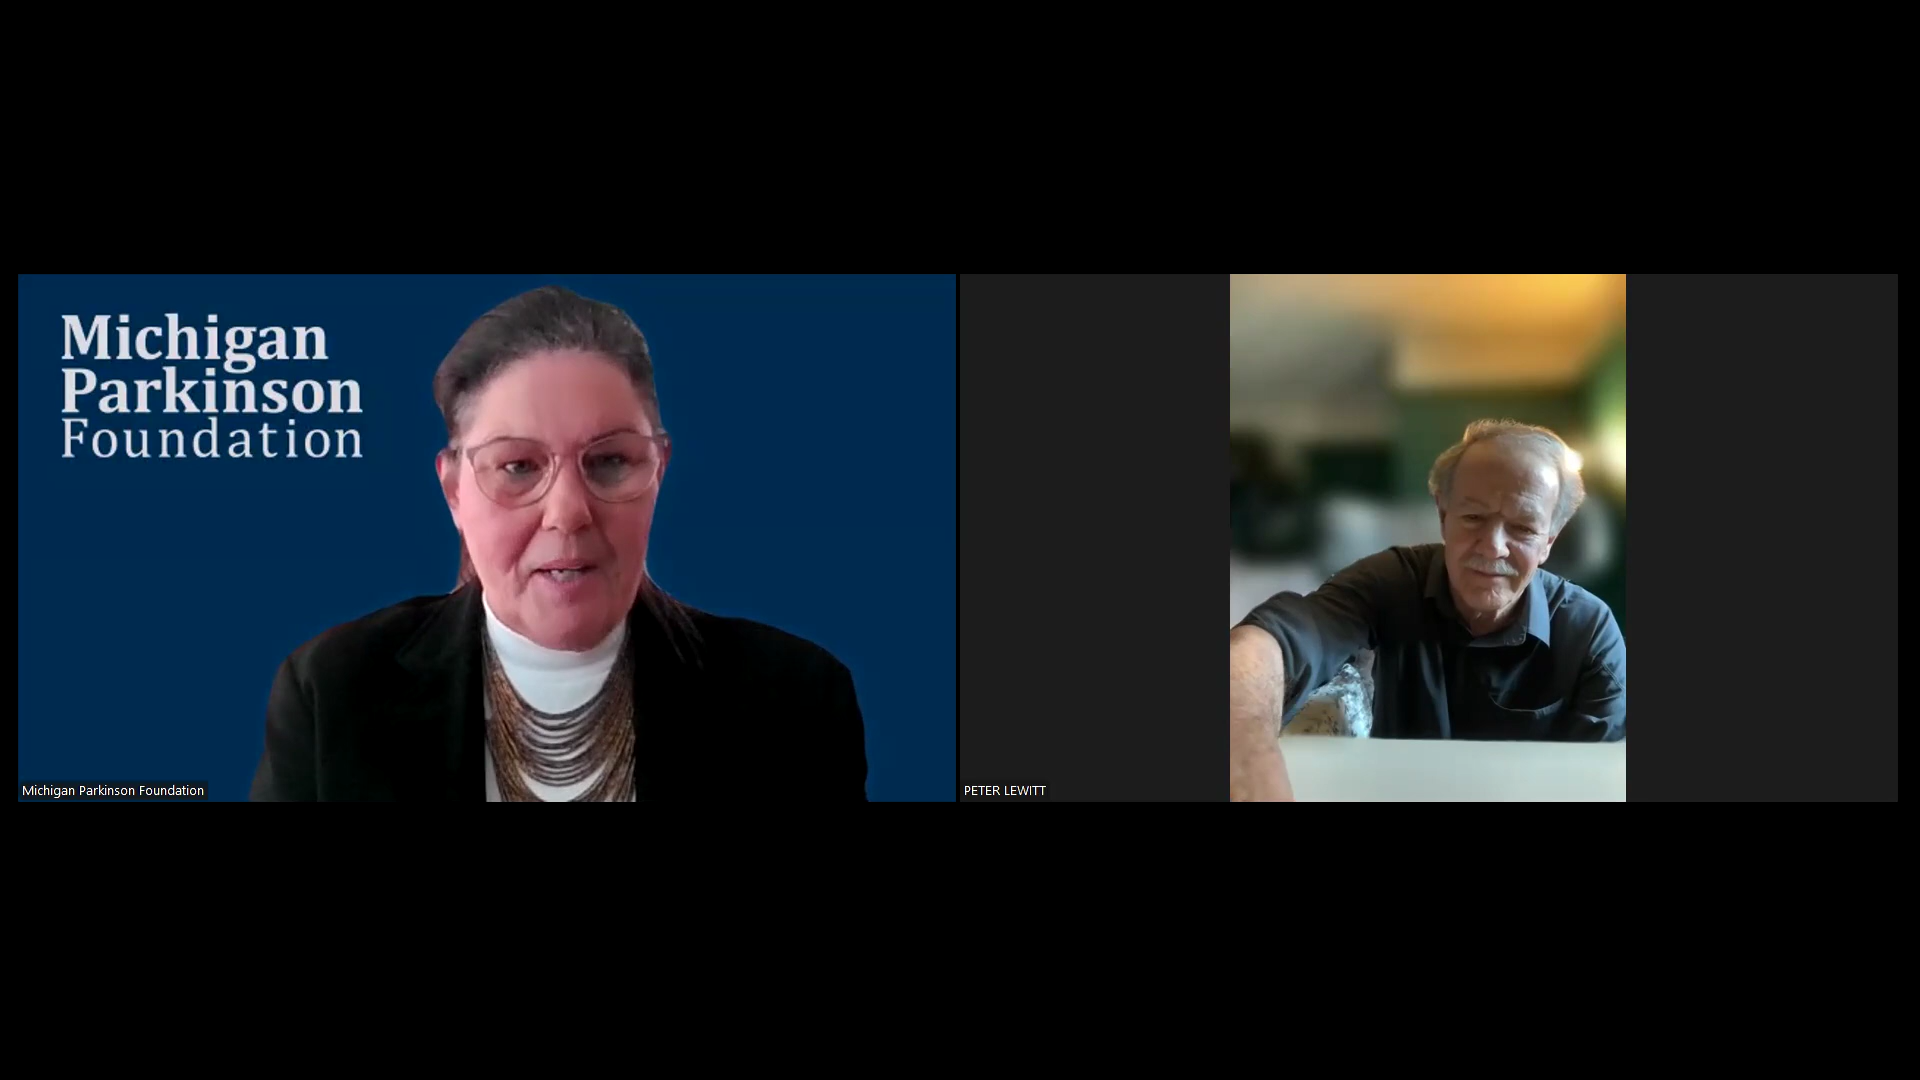 Michigan
Parkinson
Foundation
Michigan Parkinson Foundation
PETER LEWITT